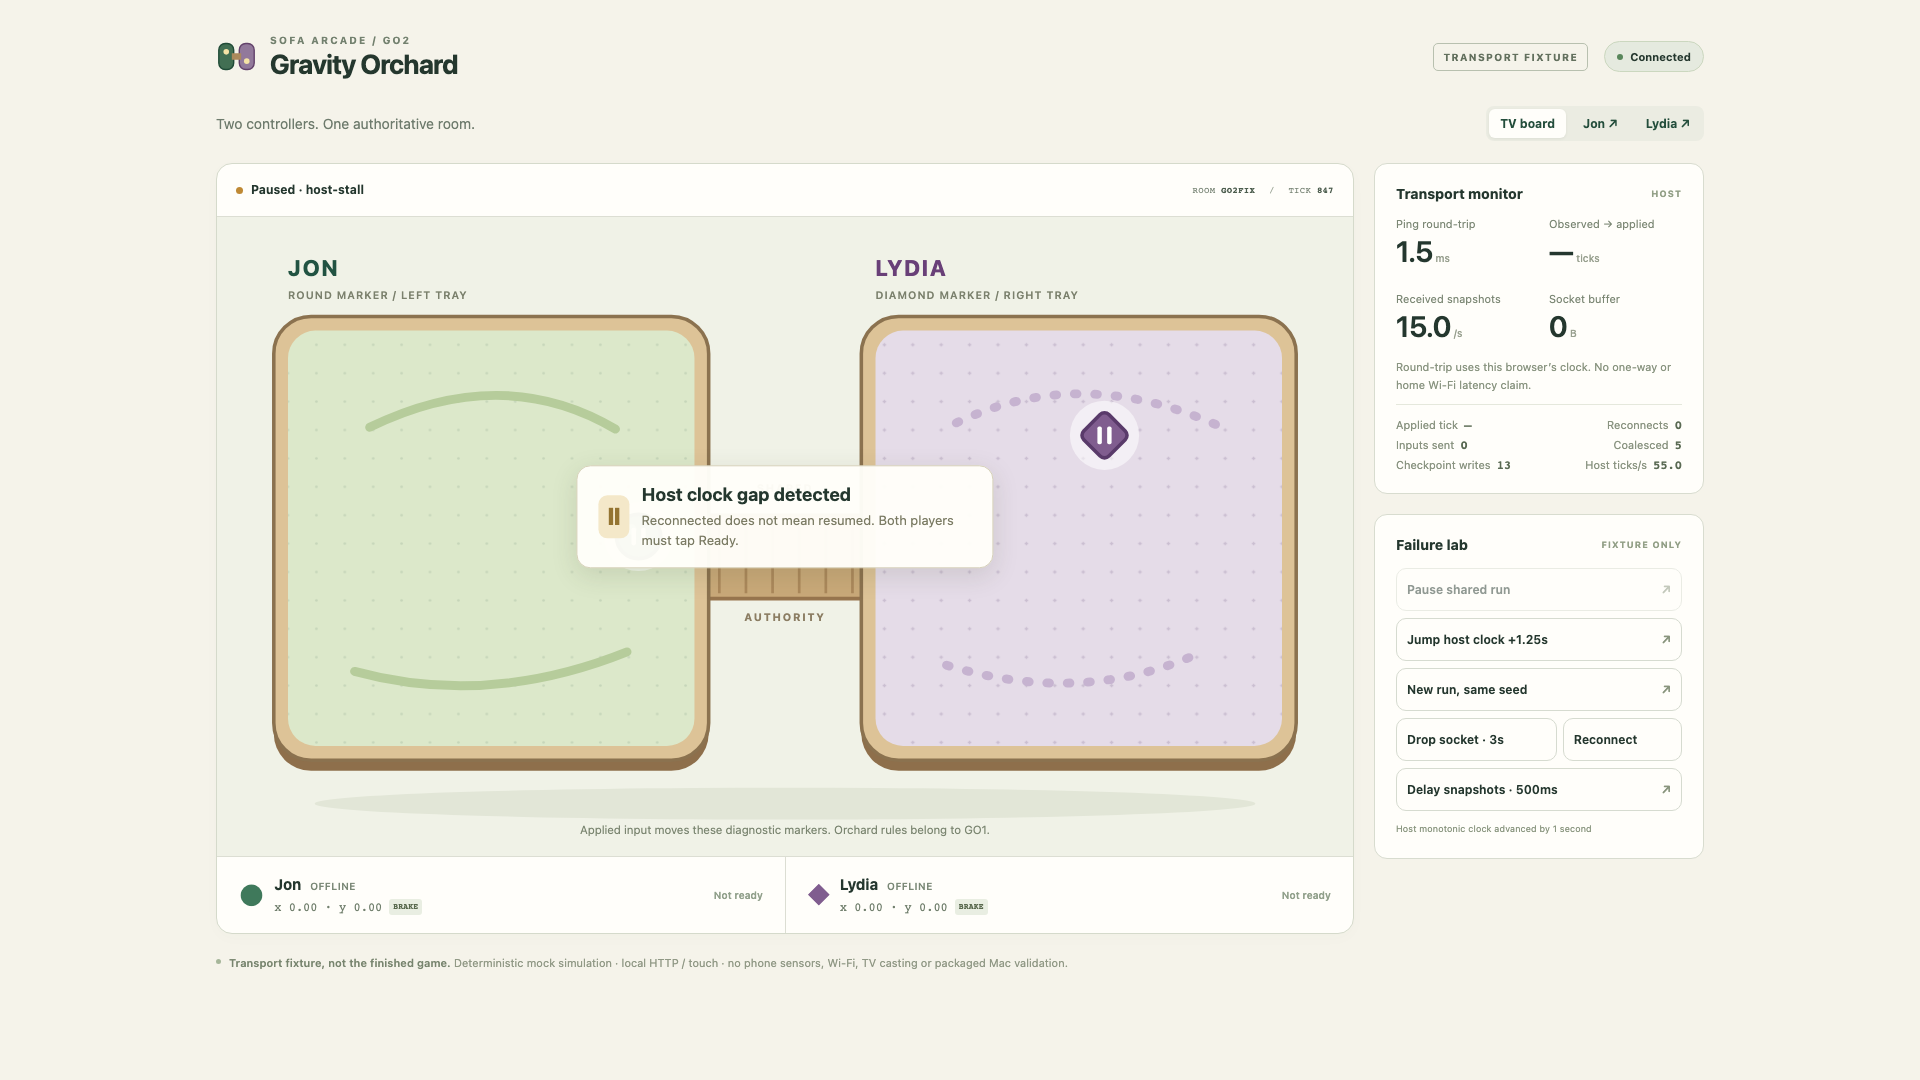 SOFA ARCADE / GO2
Gravity Orchard
TRANSPORT FIXTURE
Connected
Two controllers. One authoritative room.
TV board
Jon ↗
Lydia ↗
Paused · host-stall
ROOM GO2FIX / TICK 847
JON
ROUND MARKER / LEFT TRAY
LYDIA
DIAMOND MARKER / RIGHT TRAY
Host clock gap detected
Reconnected does not mean resumed. Both players
must tap Ready.
AUTHORITY
Applied input moves these diagnostic markers. Orchard rules belong to GO1.
Jon OFFLINE
x 0.00 · y 0.00 BRAKE
Not ready
Lydia OFFLINE
x 0.00 · y 0.00 BRAKE
Not ready
Transport monitor
HOST
Ping round-trip
1.5 ms
Observed → applied
— ticks
Received snapshots
15.0 /s
Socket buffer
0 B
Round-trip uses this browser's clock. No one-way or
home Wi-Fi latency claim.
Applied tick —
Reconnects 0
Inputs sent 0
Coalesced 5
Checkpoint writes 13
Host ticks/s 55.0
Failure lab
FIXTURE ONLY
Pause shared run ↗
Jump host clock +1.25s ↗
New run, same seed ↗
Drop socket · 3s
Reconnect
Delay snapshots · 500ms ↗
Host monotonic clock advanced by 1 second
Transport fixture, not the finished game. Deterministic mock simulation · local HTTP / touch · no phone sensors, Wi-Fi, TV casting or packaged Mac validation.